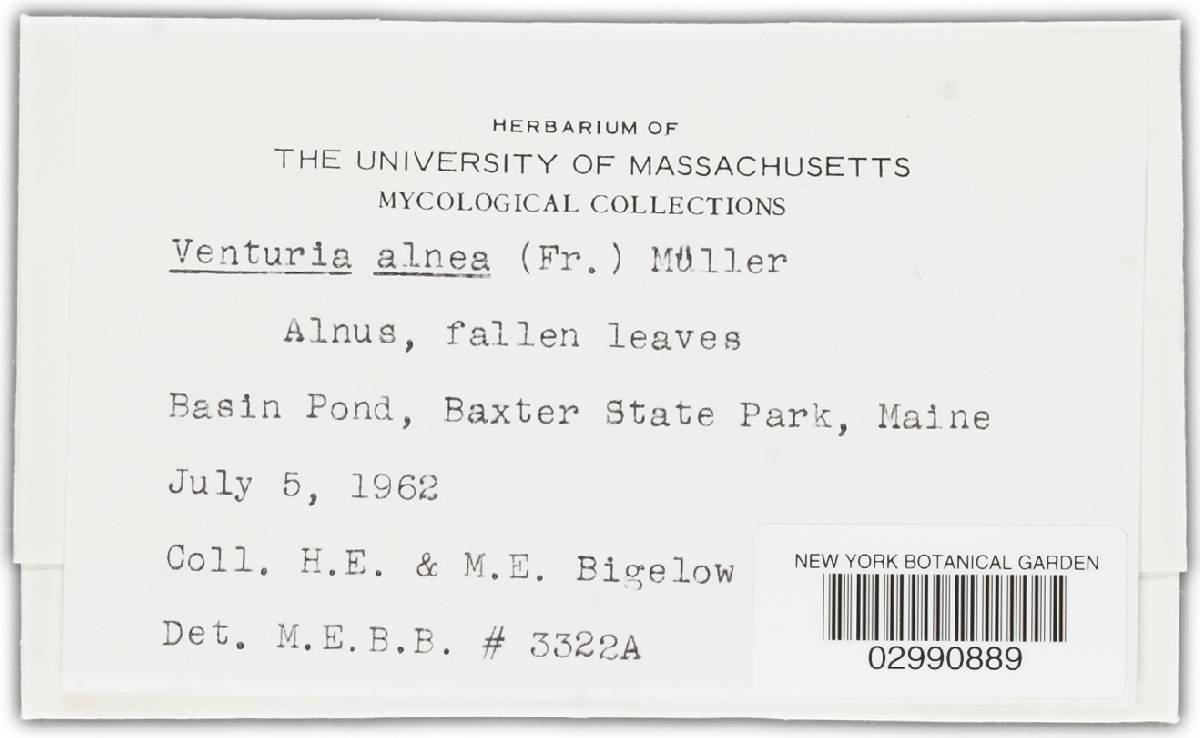 HERBARIUM OF
THE UNIVERSITY OF MASSACHUSETTS
MYCOLOGICAL COLLECTIONS
Venturia alnea (Fr.) Müller
Alnus, fallen leaves
Basin Pond, Baxter State Park, Maine
July 5, 1962
Coll. H.E. & M.E. Bigelow
Det. M.E.B.B. # 3322A
NEW YORK BOTANICAL GARDEN
02990889